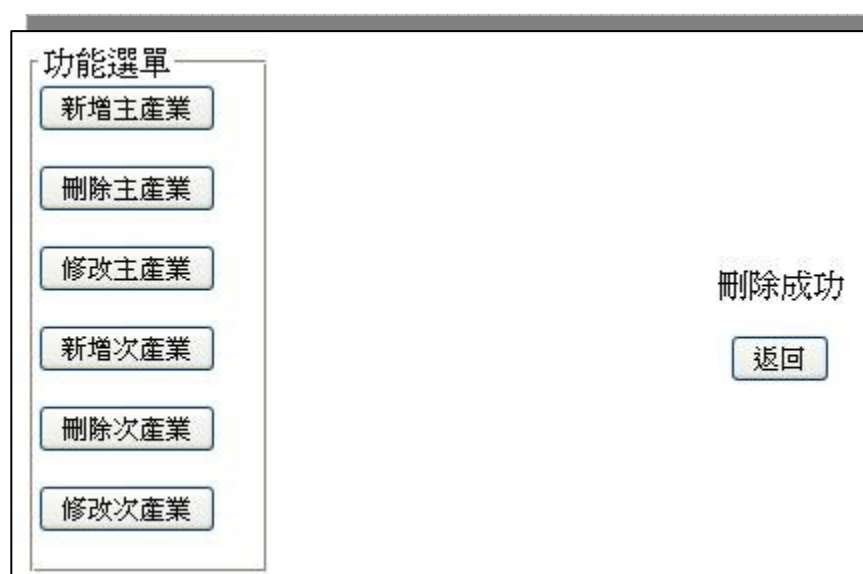 功能選單
新增主產業
刪除主產業
修改主產業
新增次產業
刪除次產業
修改次產業
刪除成功
返回